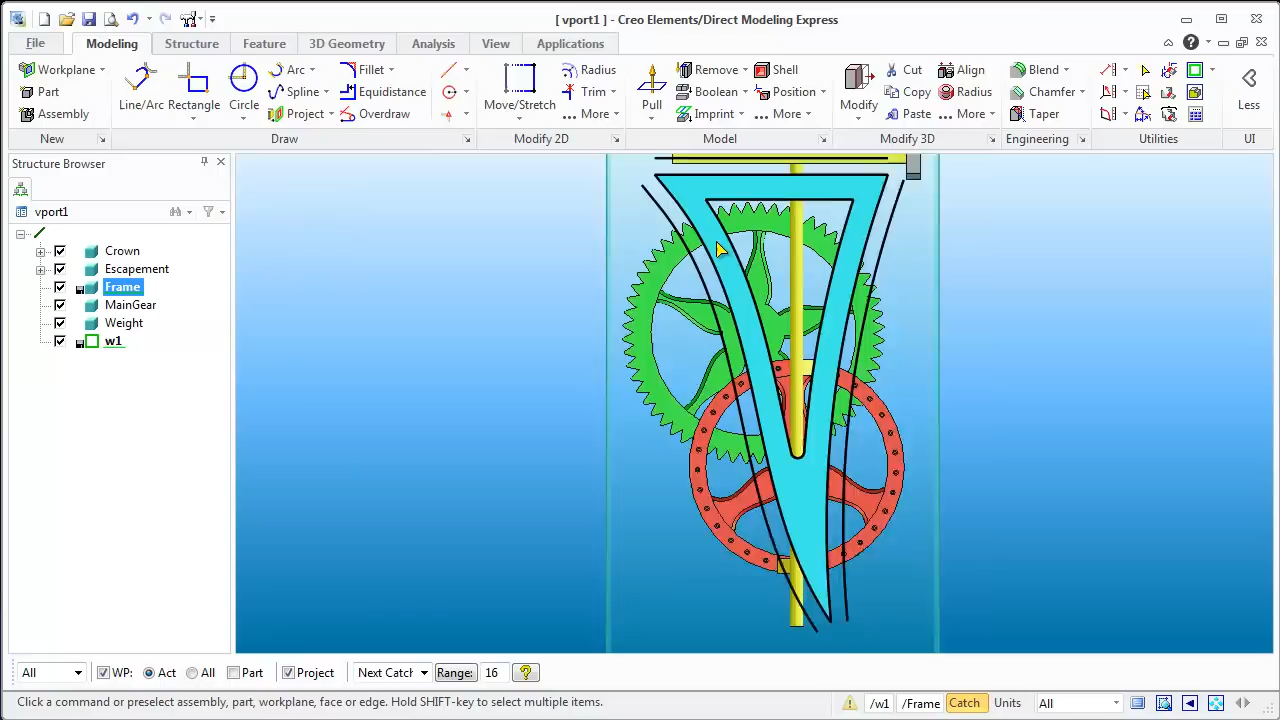 [ vport1 ] - Creo Elements/Direct Modeling Express
File Modeling Structure Feature 3D Geometry Analysis View Applications
Workplane Arc Fillet Radius Remove Shell Cut Align Blend
Part Line/Arc Rectangle Circle Spline Equidistance Move/Stretch Trim Pull Boolean Position Modify Copy Radius Chamfer Less
Assembly Project Overdraw More Imprint More Paste More Taper
New Draw Modify 2D Model Modify 3D Engineering Utilities UI
Structure Browser
vport1
Crown
Escapement
Frame
MainGear
Weight
w1
All WP: Act All Part Project Next Catch Range: 16 ?
Click a command or preselect assembly, part, workplane, face or edge. Hold SHIFT-key to select multiple items. /w1 /Frame Catch Units All